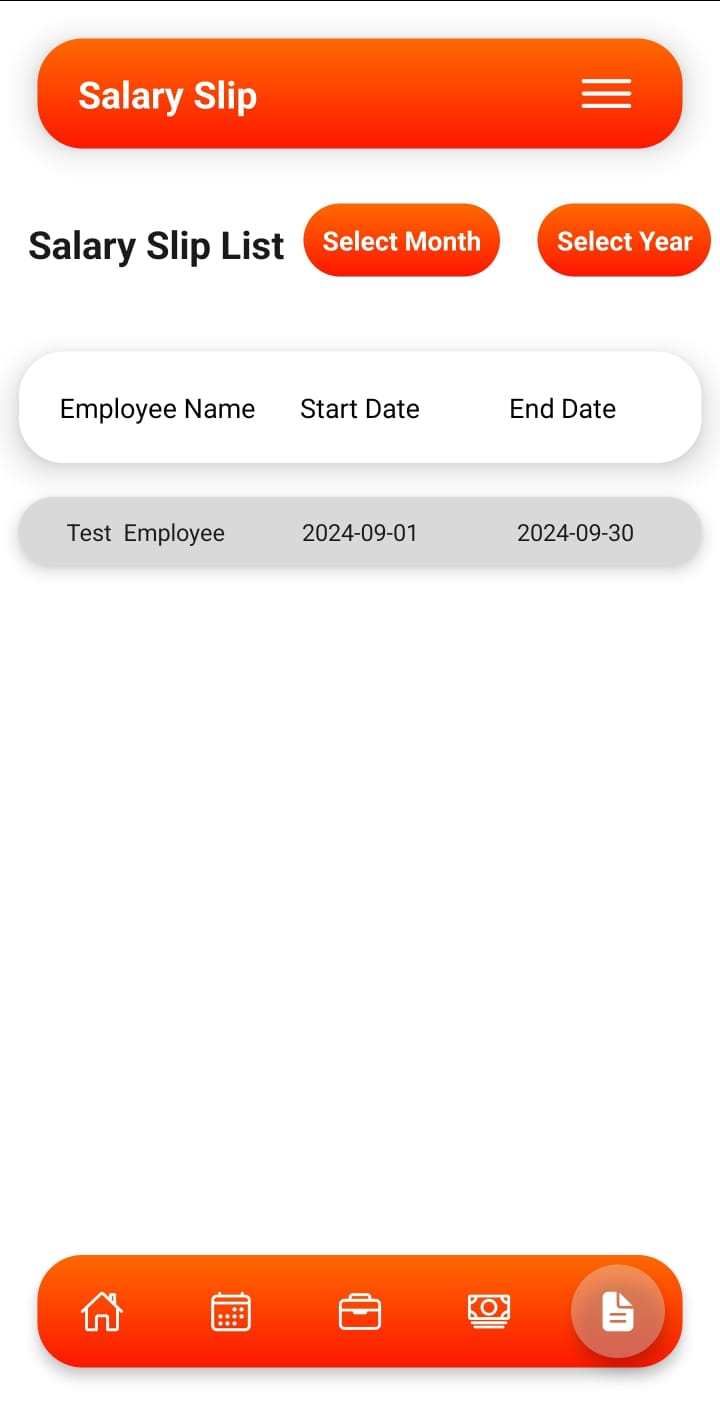 Salary Slip
Salary Slip List Select Month Select Year
Employee Name Start Date End Date
Test  Employee 2024-09-01 2024-09-30